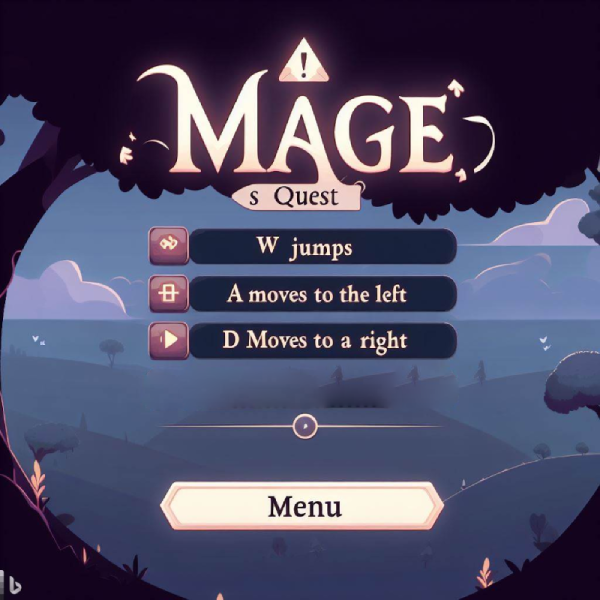 !
MAGE
s Quest
W jumps
A moves to the left
D Moves to a right
Menu
b